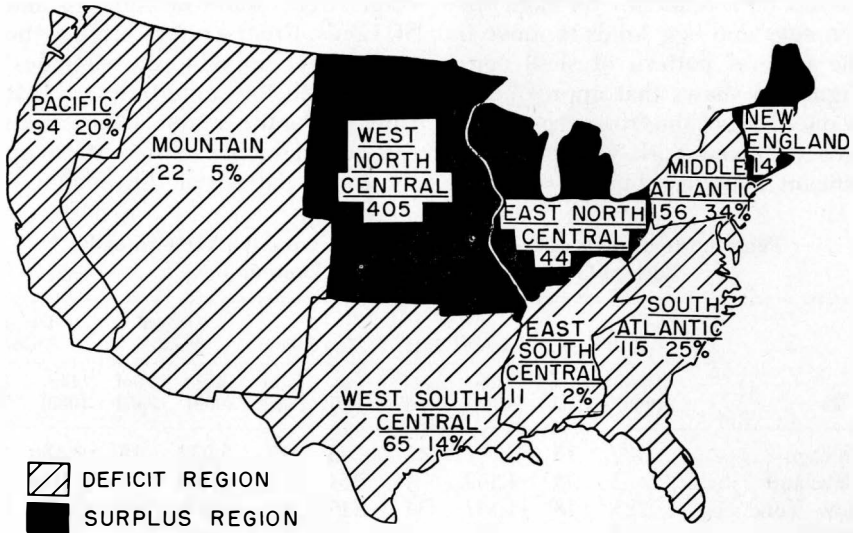 PACIFIC
94 20%
MOUNTAIN
22 5%
WEST
NORTH
CENTRAL
405
EAST NORTH
CENTRAL
44
NEW
ENGLAND
14
MIDDLE
ATLANTIC
156 34%
SOUTH
ATLANTIC
115 25%
EAST
SOUTH
CENTRAL
11 2%
WEST SOUTH
CENTRAL
65 14%
DEFICIT REGION
SURPLUS REGION